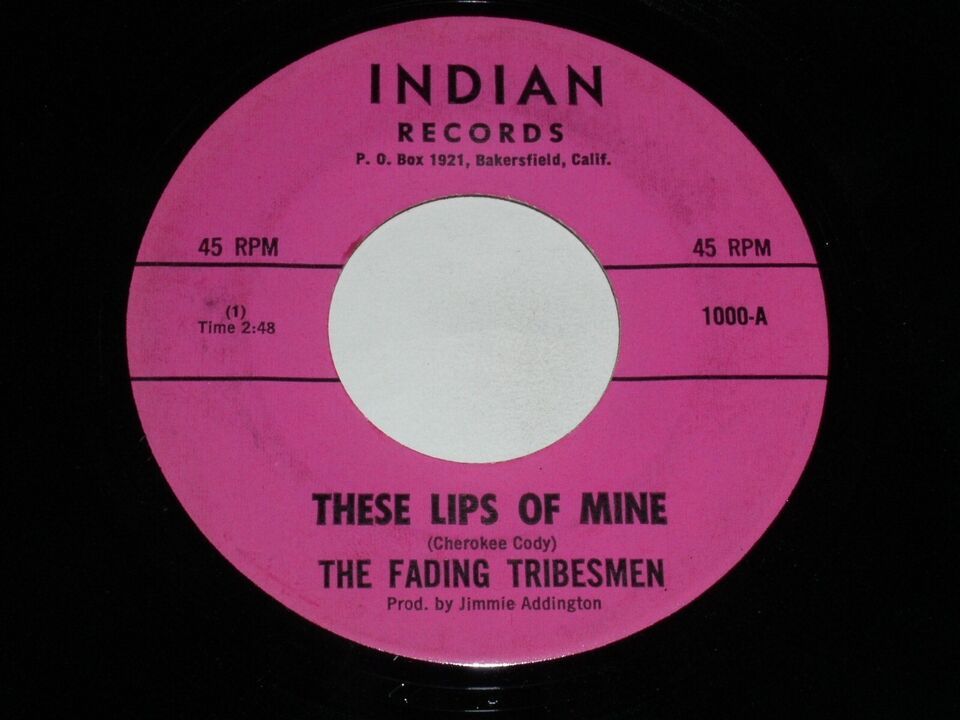 INDIAN
RECORDS
P. O. Box 1921, Bakersfield, Calif.
45 RPM
45 RPM
(1)
Time 2:48
1000-A
THESE LIPS OF MINE
(Cherokee Cody)
THE FADING TRIBESMEN
Prod. by Jimmie Addington